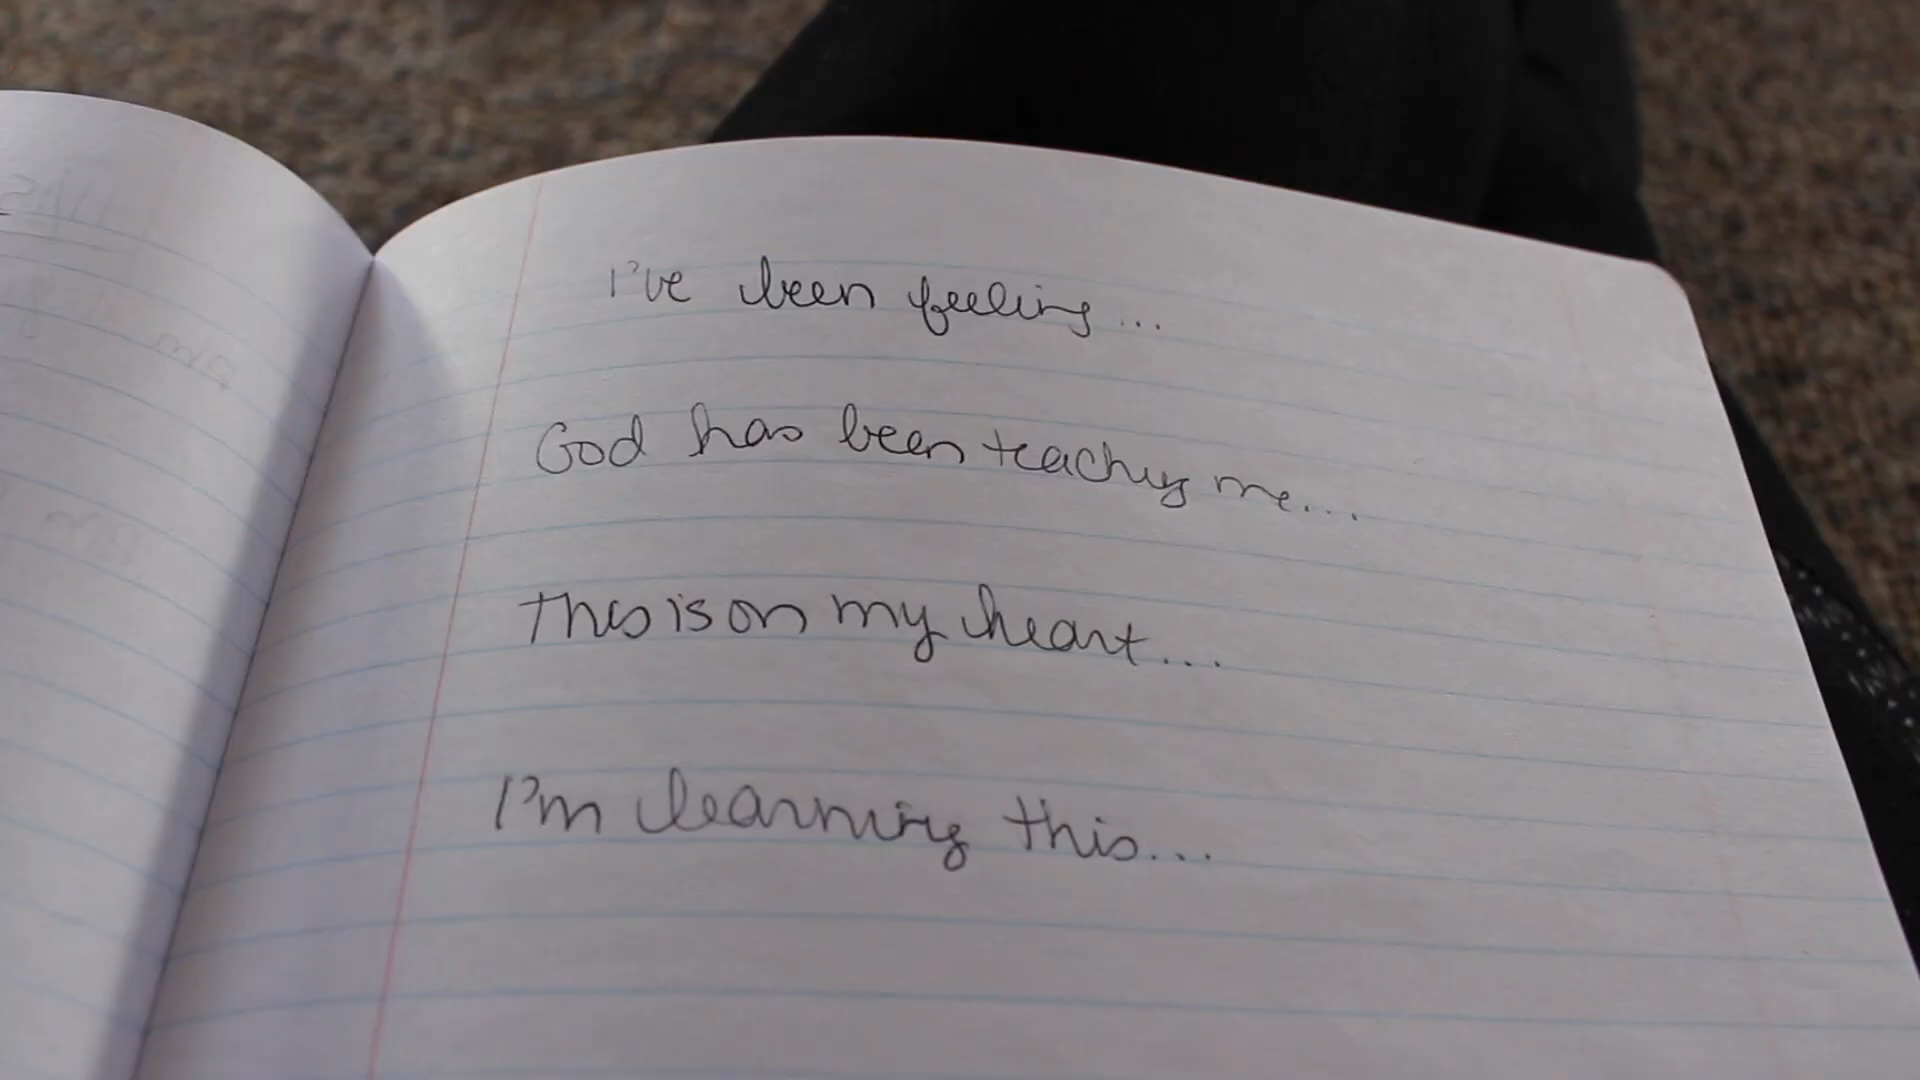 I've been feeling...
God has been teaching me...
This is on my heart...
I'm learning this...